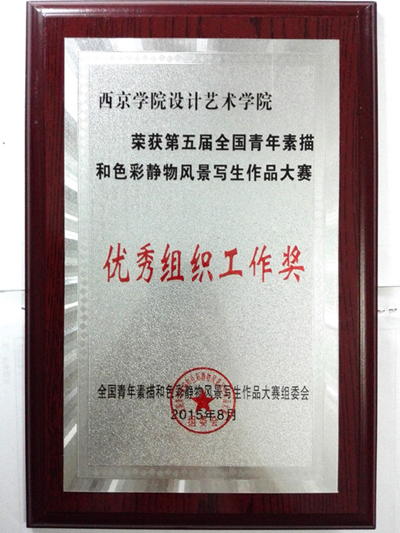 西京学院设计艺术学院
荣获第五届全国青年素描
和色彩静物风景写生作品大赛
优秀组织工作奖
全国青年素描和色彩静物风景写生作品大赛组委会
2015年8月
组委会